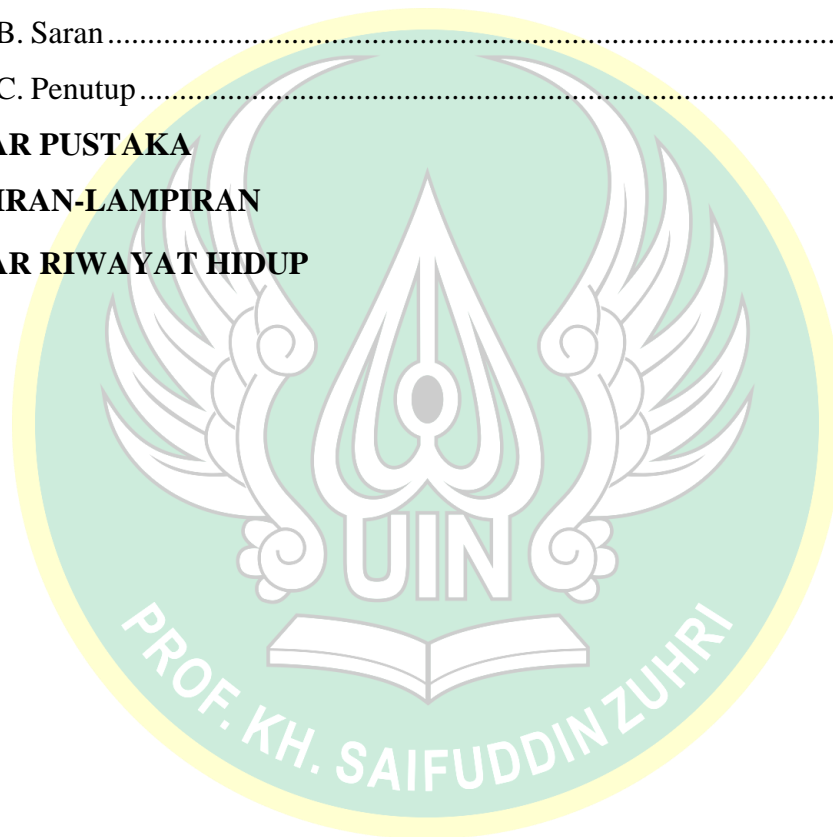 B. Saran................................................................................................
C. Penutup............................................................................................
AR PUSTAKA
IRAN-LAMPIRAN
AR RIWAYAT HIDUP
UIN
PROF. KH. SAIFUDDIN ZUHRI